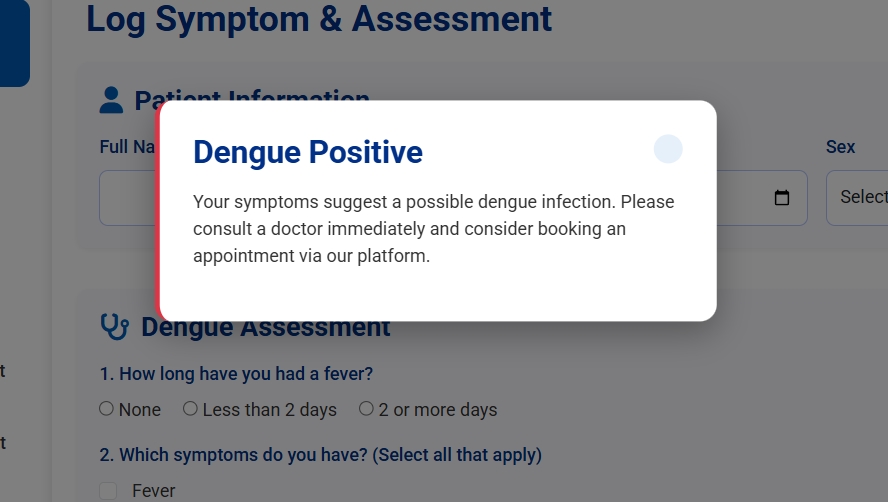 Log Symptom & Assessment
Patient Information
Full Na
Sex
Select
Dengue Positive
Your symptoms suggest a possible dengue infection. Please
consult a doctor immediately and consider booking an
appointment via our platform.
Dengue Assessment
1. How long have you had a fever?
None
Less than 2 days
2 or more days
2. Which symptoms do you have? (Select all that apply)
Fever
t
t